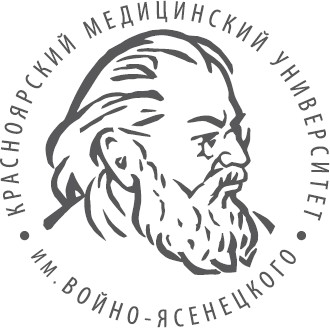 КРАСНОЯРСКИЙ МЕДИЦИНСКИЙ УНИВЕРСИТЕТ
им. ВОЙНО-ЯСЕНЕЦКОГО